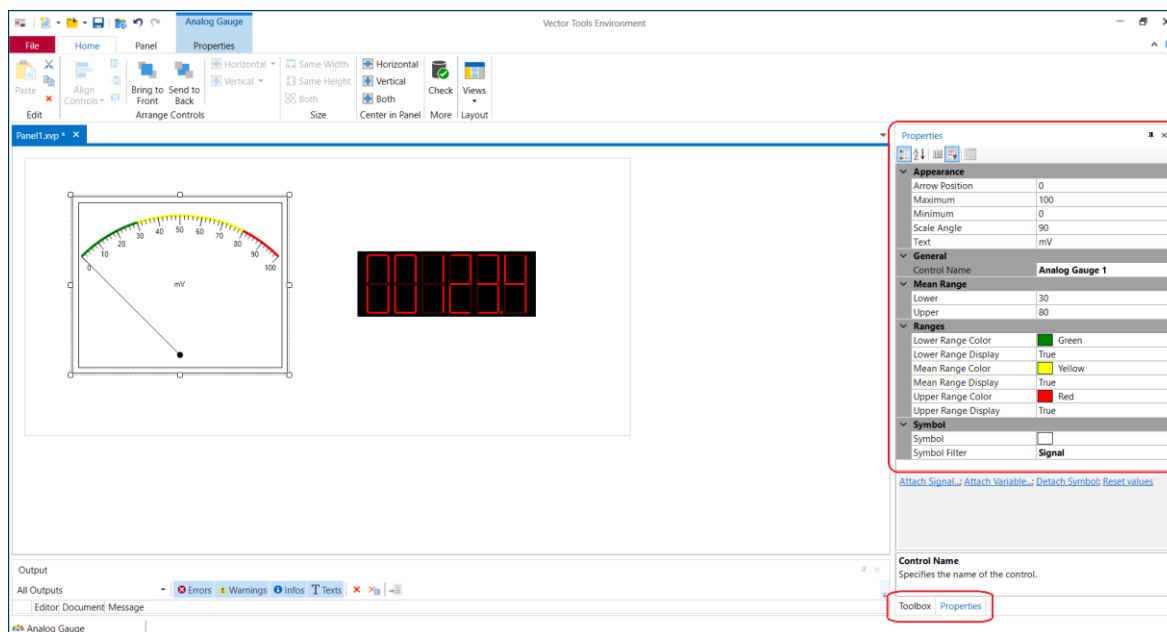 Analog Gauge
Vector Tools Environment
File Home Panel Properties
Paste
Align Controls
Bring to Front
Send to Back
Horizontal
Vertical
Same Width
Same Height
Both
Horizontal
Vertical
Both
Check
Views
Edit Arrange Controls Size Center in Panel More Layout
Panel1.xvp *
0 10 20 30 40 50 60 70 80 90 100
mV
001234
Properties
Appearance
Arrow Position 0
Maximum 100
Minimum 0
Scale Angle 90
Text mV
General
Control Name Analog Gauge 1
Mean Range
Lower 30
Upper 80
Ranges
Lower Range Color Green
Lower Range Display True
Mean Range Color Yellow
Mean Range Display True
Upper Range Color Red
Upper Range Display True
Symbol
Symbol
Symbol Filter Signal
Attach Signal...; Attach Variable...; Detach Symbol; Reset values
Control Name
Specifies the name of the control.
Toolbox Properties
Output
All Outputs Errors Warnings Infos Texts
Editor Document Message
Analog Gauge